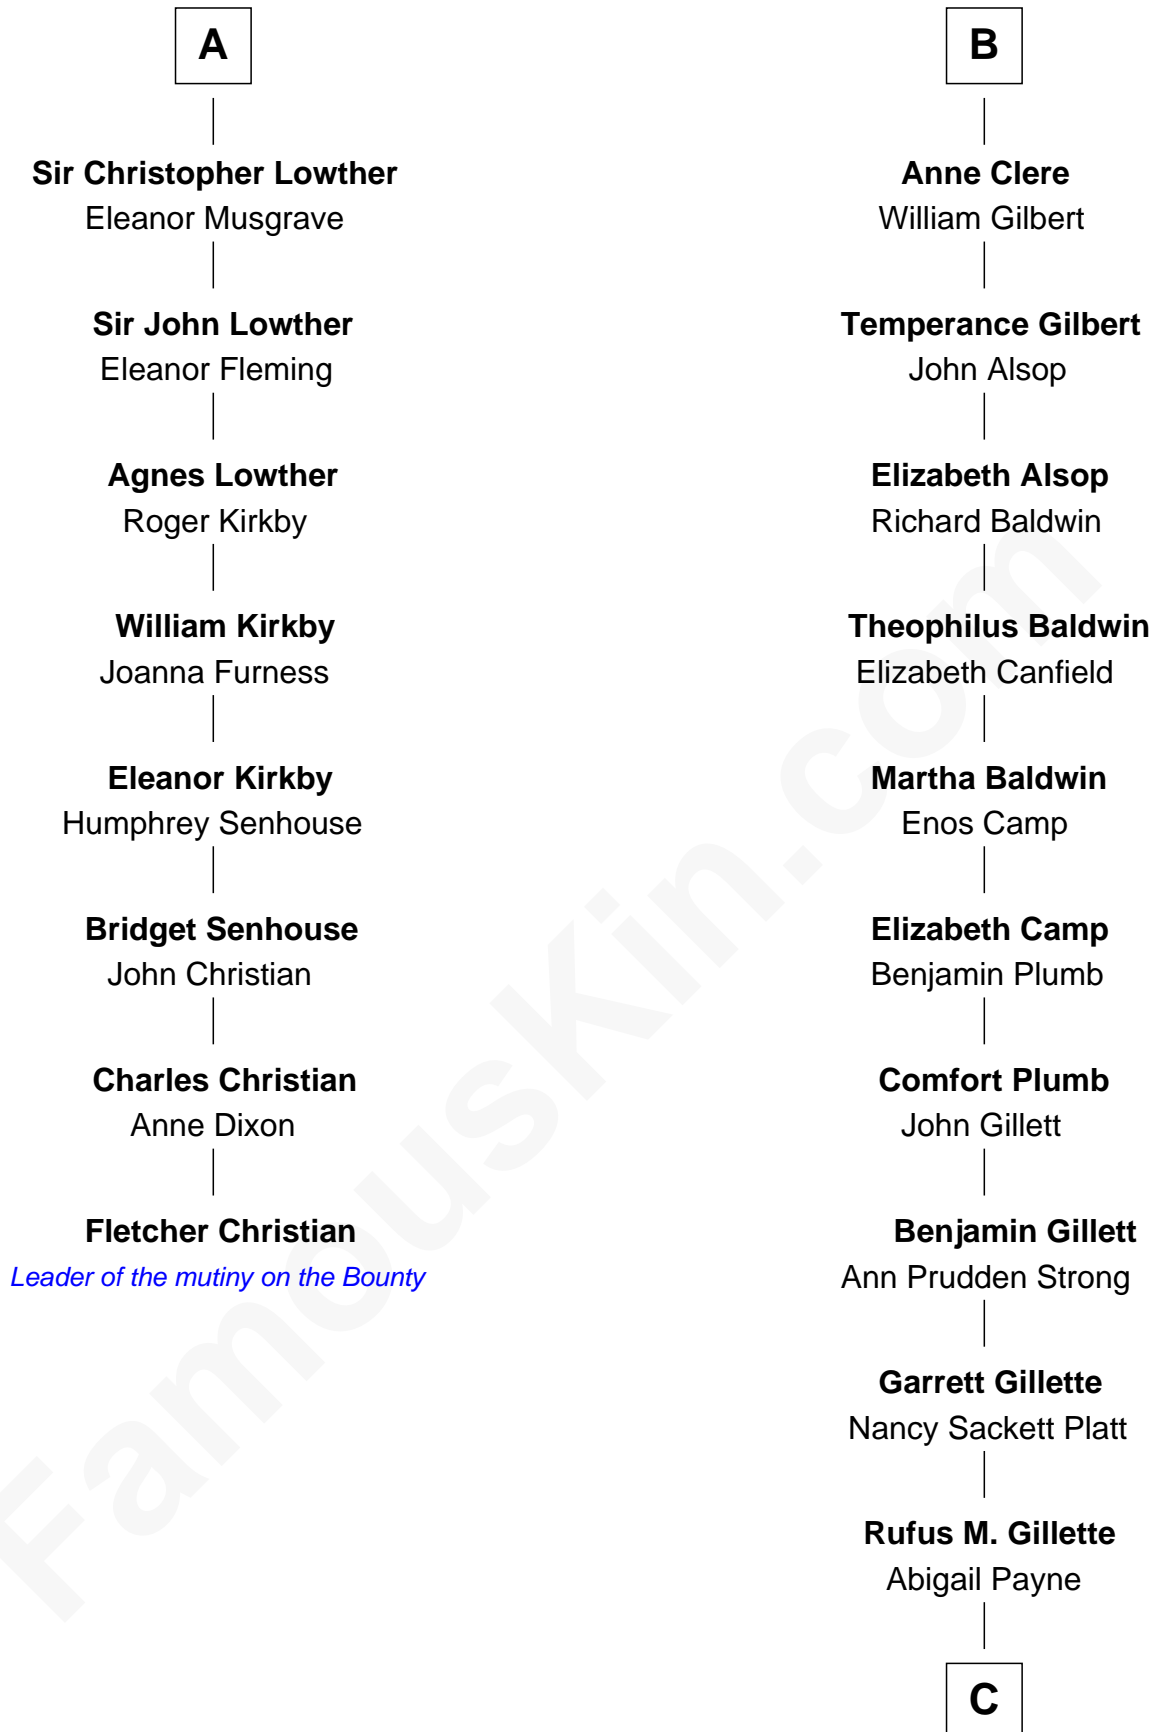 A
Sir Christopher Lowther
Eleanor Musgrave
Sir John Lowther
Eleanor Fleming
Agnes Lowther
Roger Kirkby
William Kirkby
Joanna Furness
Eleanor Kirkby
Humphrey Senhouse
Bridget Senhouse
John Christian
Charles Christian
Anne Dixon
Fletcher Christian
Leader of the mutiny on the Bounty
B
Anne Clere
William Gilbert
Temperance Gilbert
John Alsop
Elizabeth Alsop
Richard Baldwin
Theophilus Baldwin
Elizabeth Canfield
Martha Baldwin
Enos Camp
Elizabeth Camp
Benjamin Plumb
Comfort Plumb
John Gillett
Benjamin Gillett
Ann Prudden Strong
Garrett Gillette
Nancy Sackett Platt
Rufus M. Gillette
Abigail Payne
C
FamousKin.com